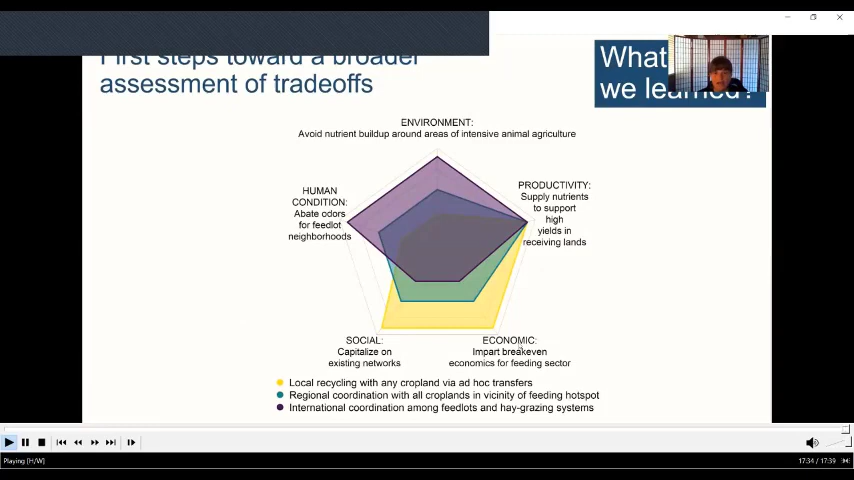 First steps toward a broader
assessment of tradeoffs
What
we learned?
ENVIRONMENT:
Avoid nutrient buildup around areas of intensive animal agriculture
HUMAN
CONDITION:
Abate odors
for feedlot
neighborhoods
PRODUCTIVITY:
Supply nutrients
to support
high
yields in
receiving lands
SOCIAL:
Capitalize on
existing networks
ECONOMIC:
Impart breakeven
economics for feeding sector
Local recycling with any cropland via ad hoc transfers
Regional coordination with all croplands in vicinity of feeding hotspot
International coordination among feedlots and hay-grazing systems
Playing [H/W]
17:34 / 17:39